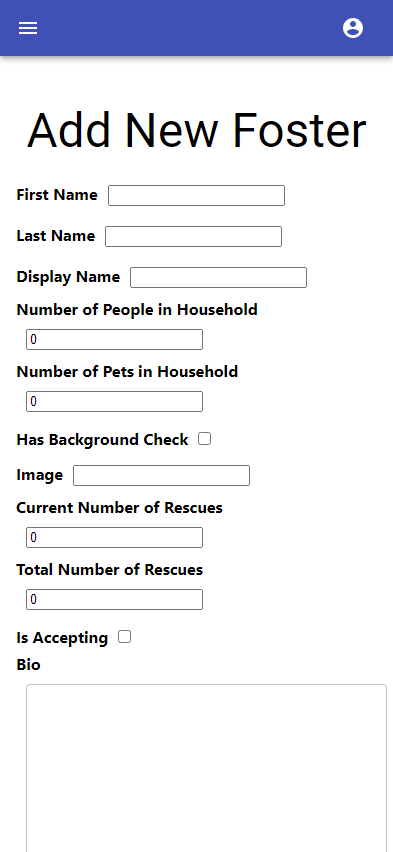 Add New Foster
First Name
Last Name
Display Name
Number of People in Household
0
Number of Pets in Household
0
Has Background Check
Image
Current Number of Rescues
0
Total Number of Rescues
0
Is Accepting
Bio